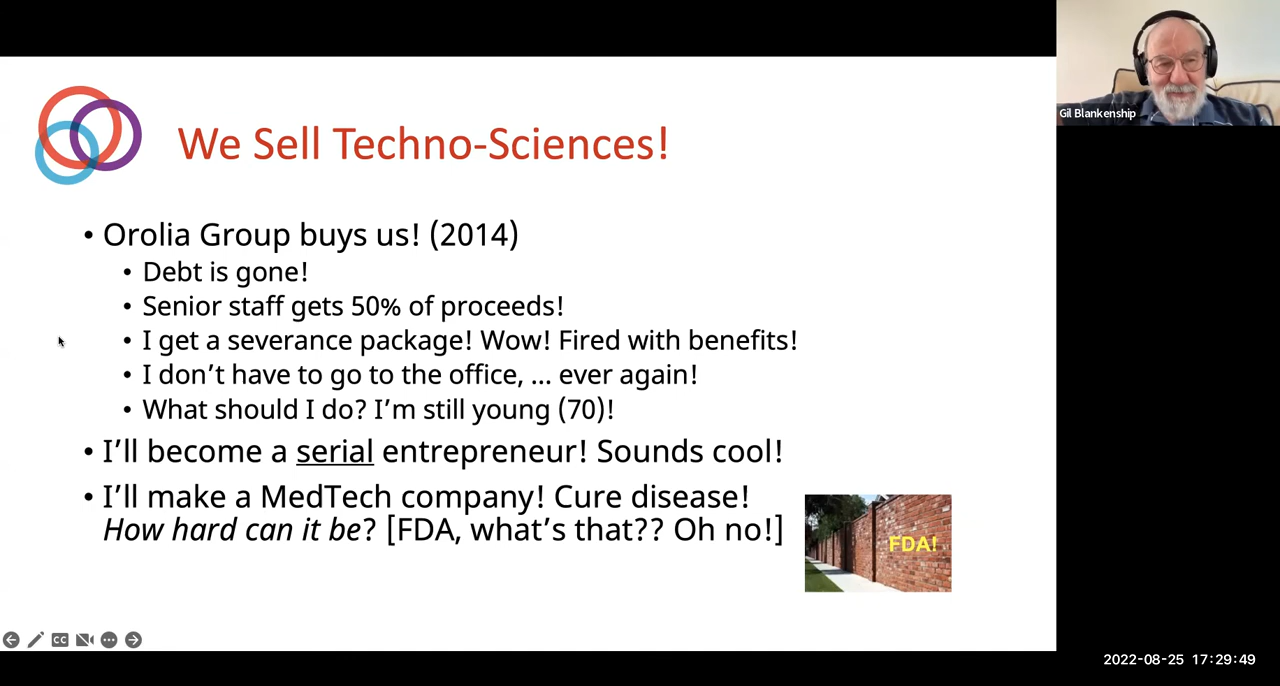 We Sell Techno-Sciences!
Gil Blankenship
• Orolia Group buys us! (2014)
• Debt is gone!
• Senior staff gets 50% of proceeds!
• I get a severance package! Wow! Fired with benefits!
• I don’t have to go to the office, … ever again!
• What should I do? I’m still young (70)!
• I’ll become a serial entrepreneur! Sounds cool!
• I’ll make a MedTech company! Cure disease!
How hard can it be? [FDA, what’s that?? Oh no!]
FDA!
CC
2022-08-25 17:29:49